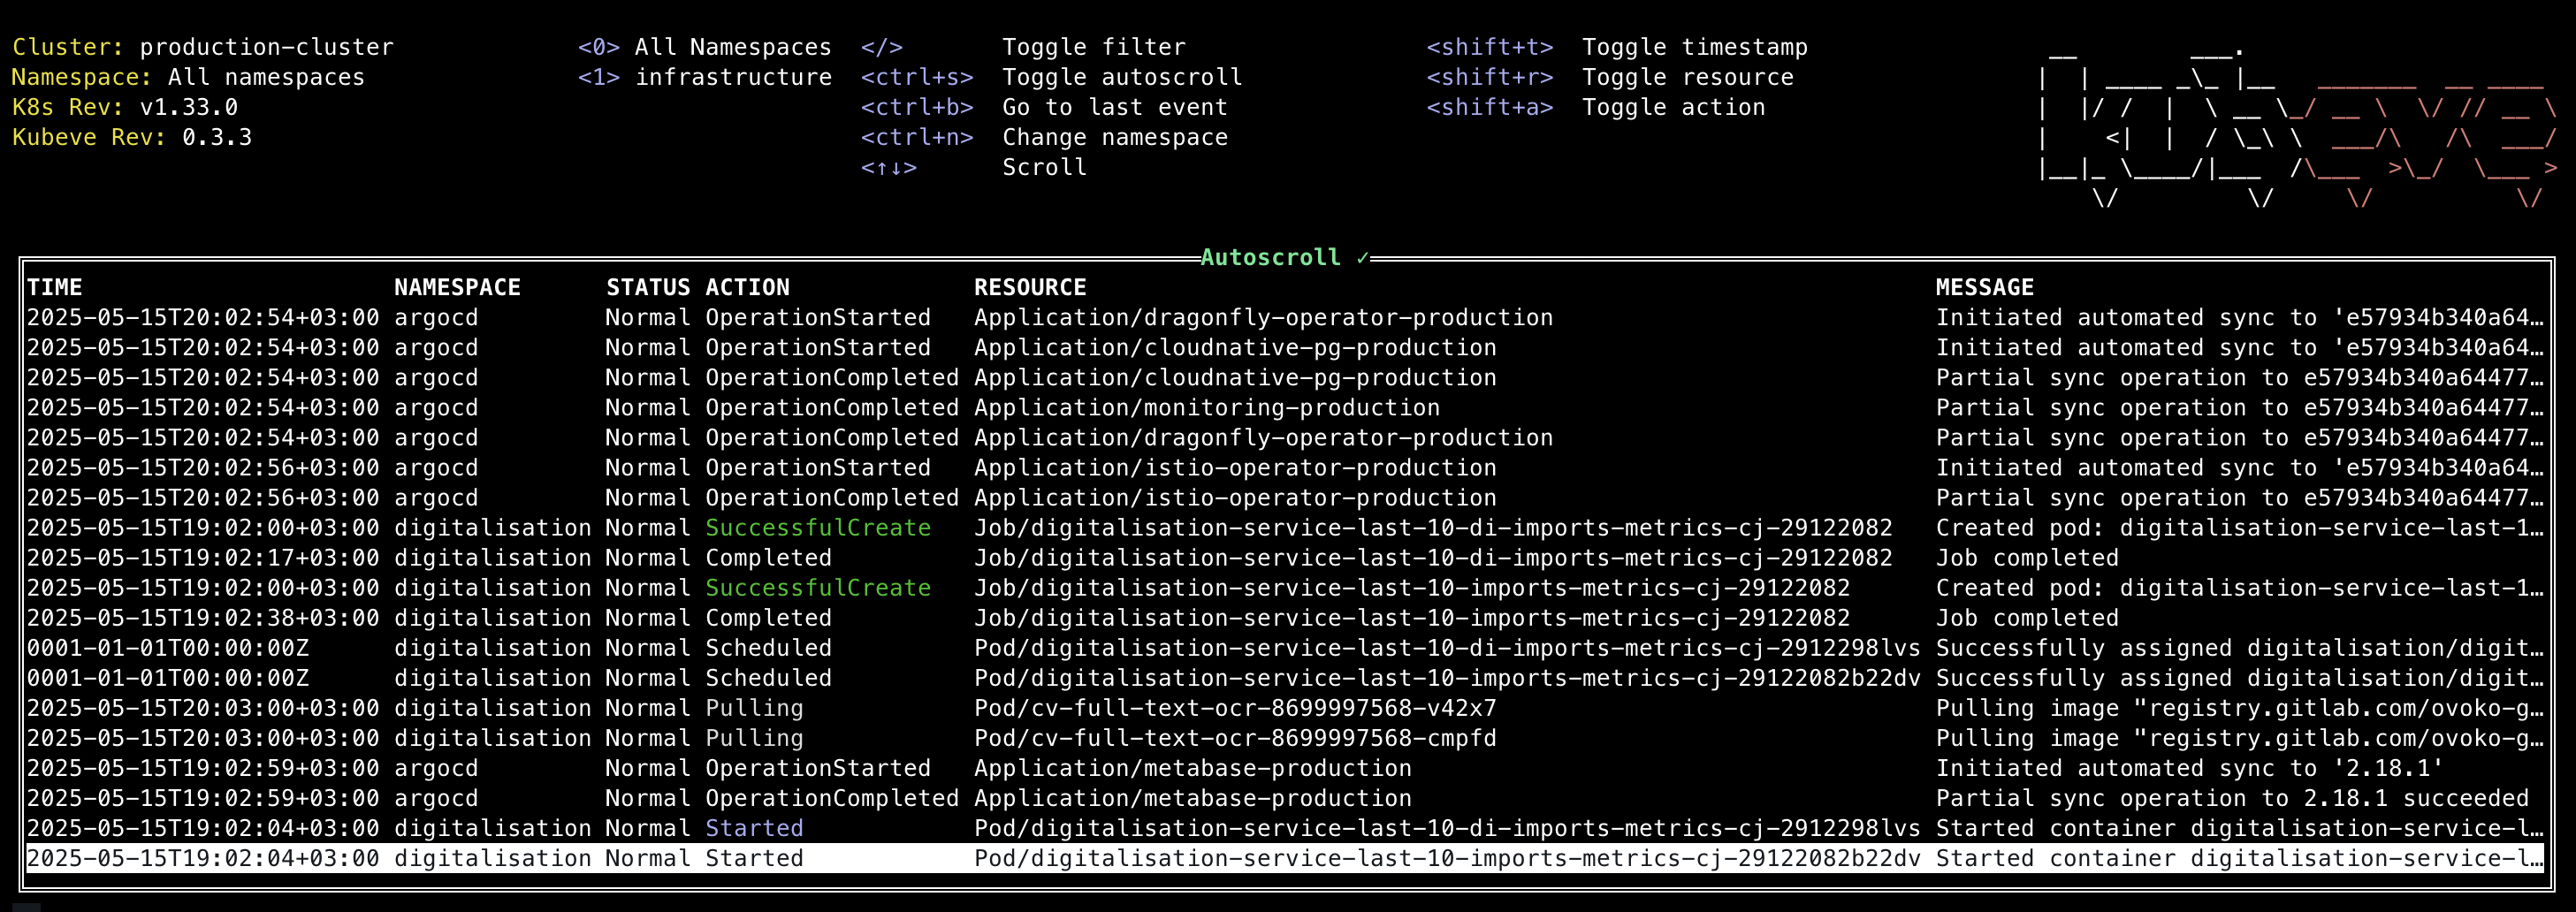 Cluster: production-cluster <0> All Namespaces </> Toggle filter <shift+t> Toggle timestamp
Namespace: All namespaces <1> infrastructure <ctrl+s> Toggle autoscroll <shift+r> Toggle resource
K8s Rev: v1.33.0 <ctrl+b> Go to last event <shift+a> Toggle action
Kubeve Rev: 0.3.3 <ctrl+n> Change namespace
<↑↓> Scroll
Autoscroll ✓
TIME NAMESPACE STATUS ACTION RESOURCE MESSAGE
2025-05-15T20:02:54+03:00 argocd Normal OperationStarted Application/dragonfly-operator-production Initiated automated sync to 'e57934b340a64…
2025-05-15T20:02:54+03:00 argocd Normal OperationStarted Application/cloudnative-pg-production Initiated automated sync to 'e57934b340a64…
2025-05-15T20:02:54+03:00 argocd Normal OperationCompleted Application/cloudnative-pg-production Partial sync operation to e57934b340a64477…
2025-05-15T20:02:54+03:00 argocd Normal OperationCompleted Application/monitoring-production Partial sync operation to e57934b340a64477…
2025-05-15T20:02:54+03:00 argocd Normal OperationCompleted Application/dragonfly-operator-production Partial sync operation to e57934b340a64477…
2025-05-15T20:02:56+03:00 argocd Normal OperationStarted Application/istio-operator-production Initiated automated sync to 'e57934b340a64…
2025-05-15T20:02:56+03:00 argocd Normal OperationCompleted Application/istio-operator-production Partial sync operation to e57934b340a64477…
2025-05-15T19:02:00+03:00 digitalisation Normal SuccessfulCreate Job/digitalisation-service-last-10-di-imports-metrics-cj-29122082 Created pod: digitalisation-service-last-1…
2025-05-15T19:02:17+03:00 digitalisation Normal Completed Job/digitalisation-service-last-10-di-imports-metrics-cj-29122082 Job completed
2025-05-15T19:02:00+03:00 digitalisation Normal SuccessfulCreate Job/digitalisation-service-last-10-imports-metrics-cj-29122082 Created pod: digitalisation-service-last-1…
2025-05-15T19:02:38+03:00 digitalisation Normal Completed Job/digitalisation-service-last-10-imports-metrics-cj-29122082 Job completed
0001-01-01T00:00:00Z digitalisation Normal Scheduled Pod/digitalisation-service-last-10-di-imports-metrics-cj-2912298lvs Successfully assigned digitalisation/digit…
0001-01-01T00:00:00Z digitalisation Normal Scheduled Pod/digitalisation-service-last-10-imports-metrics-cj-29122082b22dv Successfully assigned digitalisation/digit…
2025-05-15T20:03:00+03:00 digitalisation Normal Pulling Pod/cv-full-text-ocr-8699997568-v42x7 Pulling image "registry.gitlab.com/ovoko-g…
2025-05-15T20:03:00+03:00 digitalisation Normal Pulling Pod/cv-full-text-ocr-8699997568-cmpfd Pulling image "registry.gitlab.com/ovoko-g…
2025-05-15T19:02:59+03:00 argocd Normal OperationStarted Application/metabase-production Initiated automated sync to '2.18.1'
2025-05-15T19:02:59+03:00 argocd Normal OperationCompleted Application/metabase-production Partial sync operation to 2.18.1 succeeded
2025-05-15T19:02:04+03:00 digitalisation Normal Started Pod/digitalisation-service-last-10-di-imports-metrics-cj-2912298lvs Started container digitalisation-service-l…
2025-05-15T19:02:04+03:00 digitalisation Normal Started Pod/digitalisation-service-last-10-imports-metrics-cj-29122082b22dv Started container digitalisation-service-l…